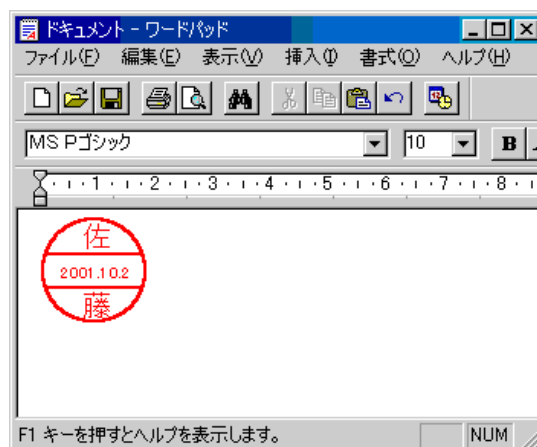 ドキュメント - ワードパッド
ファイル(F) 編集(E) 表示(V) 挿入(I) 書式(O) ヘルプ(H)
MS Pゴシック 10 B
1 2 3 4 5 6 7 8
佐
2001.10.2
藤
F1 キーを押すとヘルプを表示します。 NUM